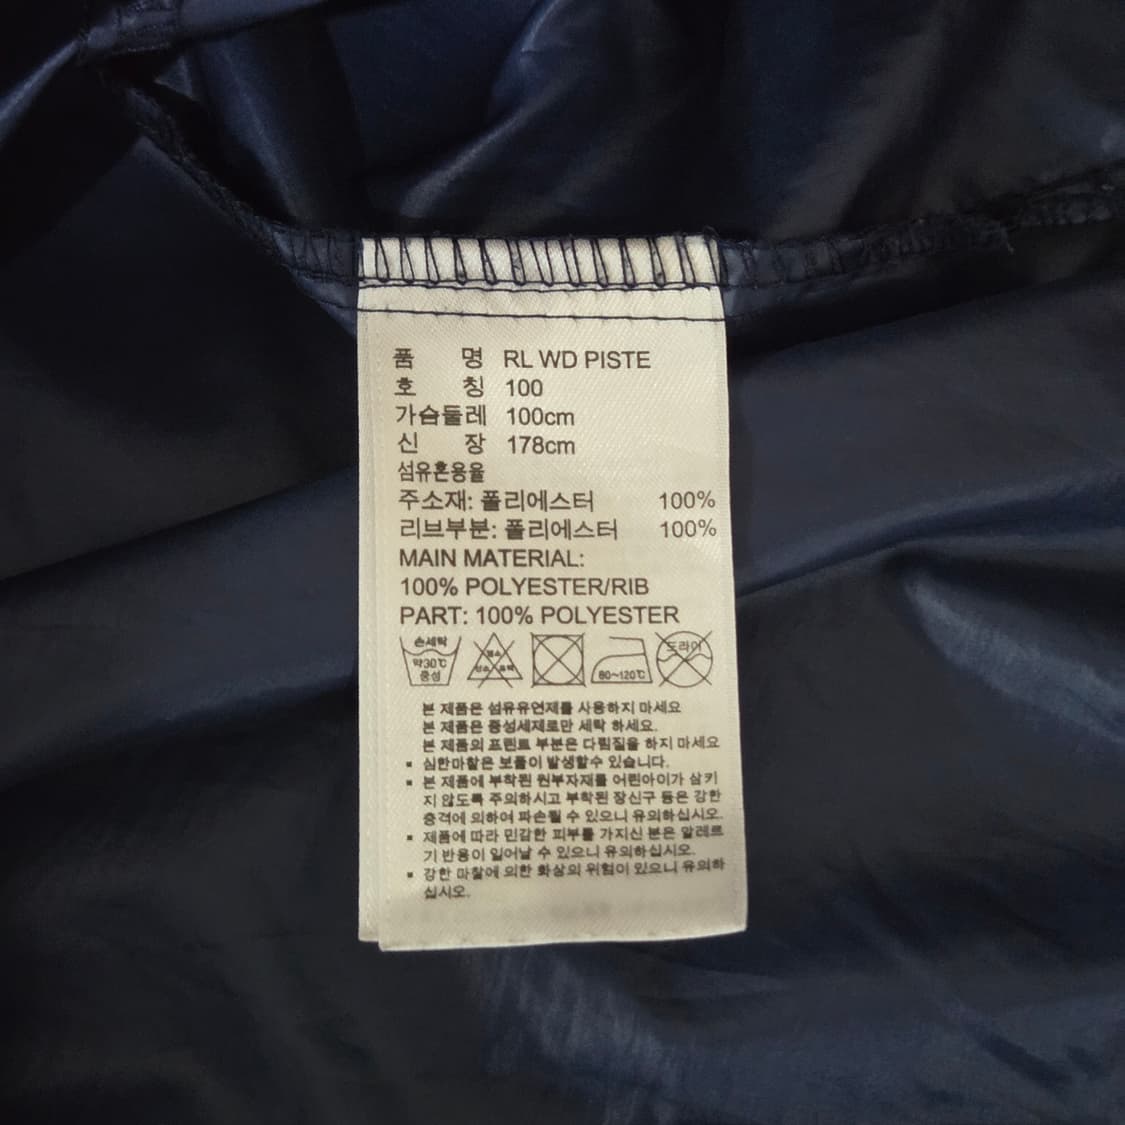 품 명 RL WD PISTE
호 칭 100
가슴둘레 100cm
신 장 178cm
섬유혼용율
주소재: 폴리에스터 100%
리브부분: 폴리에스터 100%
MAIN MATERIAL:
100% POLYESTER/RIB
PART: 100% POLYESTER
손세탁
약30℃
중성
염소
산소 표백
80~120℃
드라이
본 제품은 섬유유연제를 사용하지 마세요
본 제품은 중성세제로만 세탁 하세요.
본 제품의 프린트 부분은 다림질을 하지 마세요
▪ 심한마찰은 보풀이 발생할수 있습니다.
▪ 본 제품에 부착된 원부자재를 어린아이가 삼키
지 않도록 주의하시고 부착된 장신구 등은 강한
충격에 의하여 파손될 수 있으니 유의하십시오.
▪ 제품에 따라 민감한 피부를 가지신 분은 알레르
기 반응이 일어날 수 있으니 유의하십시오.
▪ 강한 마찰에 의한 화상의 위험이 있으니 유의하
십시오.